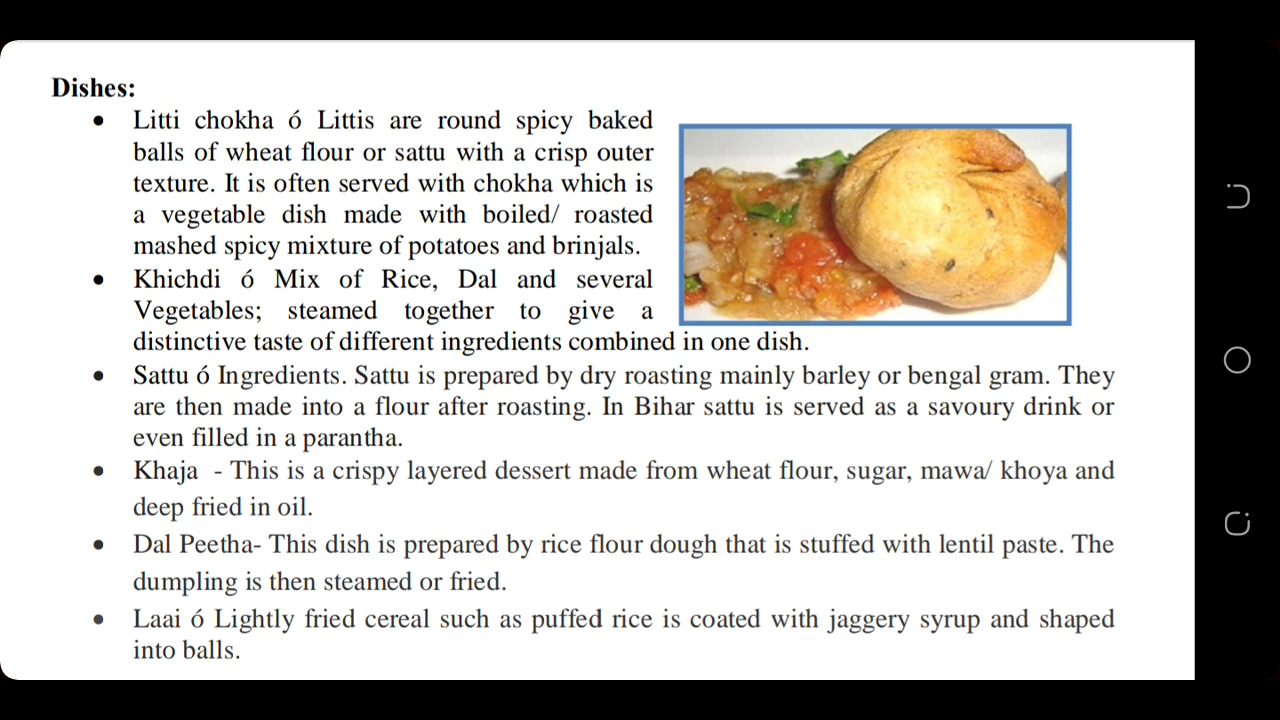 Dishes:
• Litti chokha ó Littis are round spicy baked
balls of wheat flour or sattu with a crisp outer
texture. It is often served with chokha which is
a vegetable dish made with boiled/ roasted
mashed spicy mixture of potatoes and brinjals.
• Khichdi ó Mix of Rice, Dal and several
Vegetables; steamed together to give a
distinctive taste of different ingredients combined in one dish.
• Sattu ó Ingredients. Sattu is prepared by dry roasting mainly barley or bengal gram. They
are then made into a flour after roasting. In Bihar sattu is served as a savoury drink or
even filled in a parantha.
• Khaja - This is a crispy layered dessert made from wheat flour, sugar, mawa/ khoya and
deep fried in oil.
• Dal Peetha- This dish is prepared by rice flour dough that is stuffed with lentil paste. The
dumpling is then steamed or fried.
• Laai ó Lightly fried cereal such as puffed rice is coated with jaggery syrup and shaped
into balls.